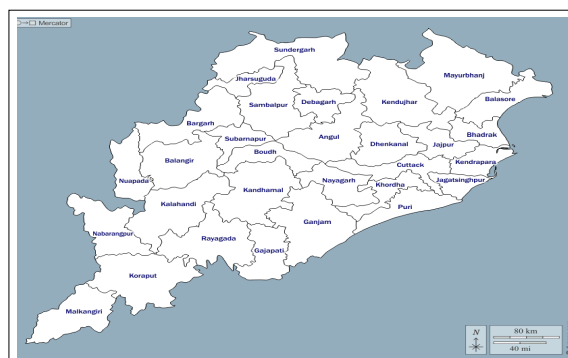 Mercator
Sundergarh
Mayurbhanj
Jharsuguda
Sambalpur
Debagarh
Kendujhar
Balasore
Bargarh
Bhadrak
Subarnapur
Angul
Dhenkanal
Jajpur
Boudh
Balangir
Cuttack
Kendrapara
Nuapada
Kandhamal
Nayagarh
Khordha
Jagatsinghpur
Kalahandi
Puri
Ganjam
Nabarangpur
Rayagada
Gajapati
Koraput
Malkangiri
N
80 km
40 mi